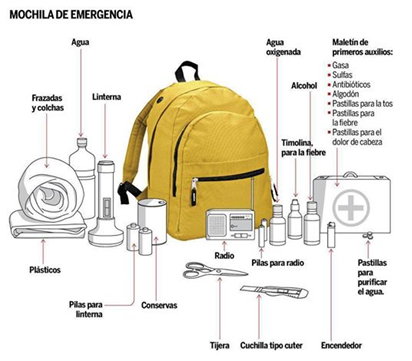 MOCHILA DE EMERGENCIA
Agua
Agua
oxigenada
Maletín de
primeros auxilios:
• Gasa
• Sulfas
• Antibióticos
• Algodón
• Pastillas para la tos
• Pastillas para
la fiebre
• Pastillas para el
dolor de cabeza
Frazadas
y colchas
Linterna
Alcohol
Timolina,
para la fiebre
Plásticos
Radio
Pilas para radio
Pastillas
para
purificar
el agua.
Pilas para
linterna
Conservas
Tijera
Cuchilla tipo cuter
Encendedor